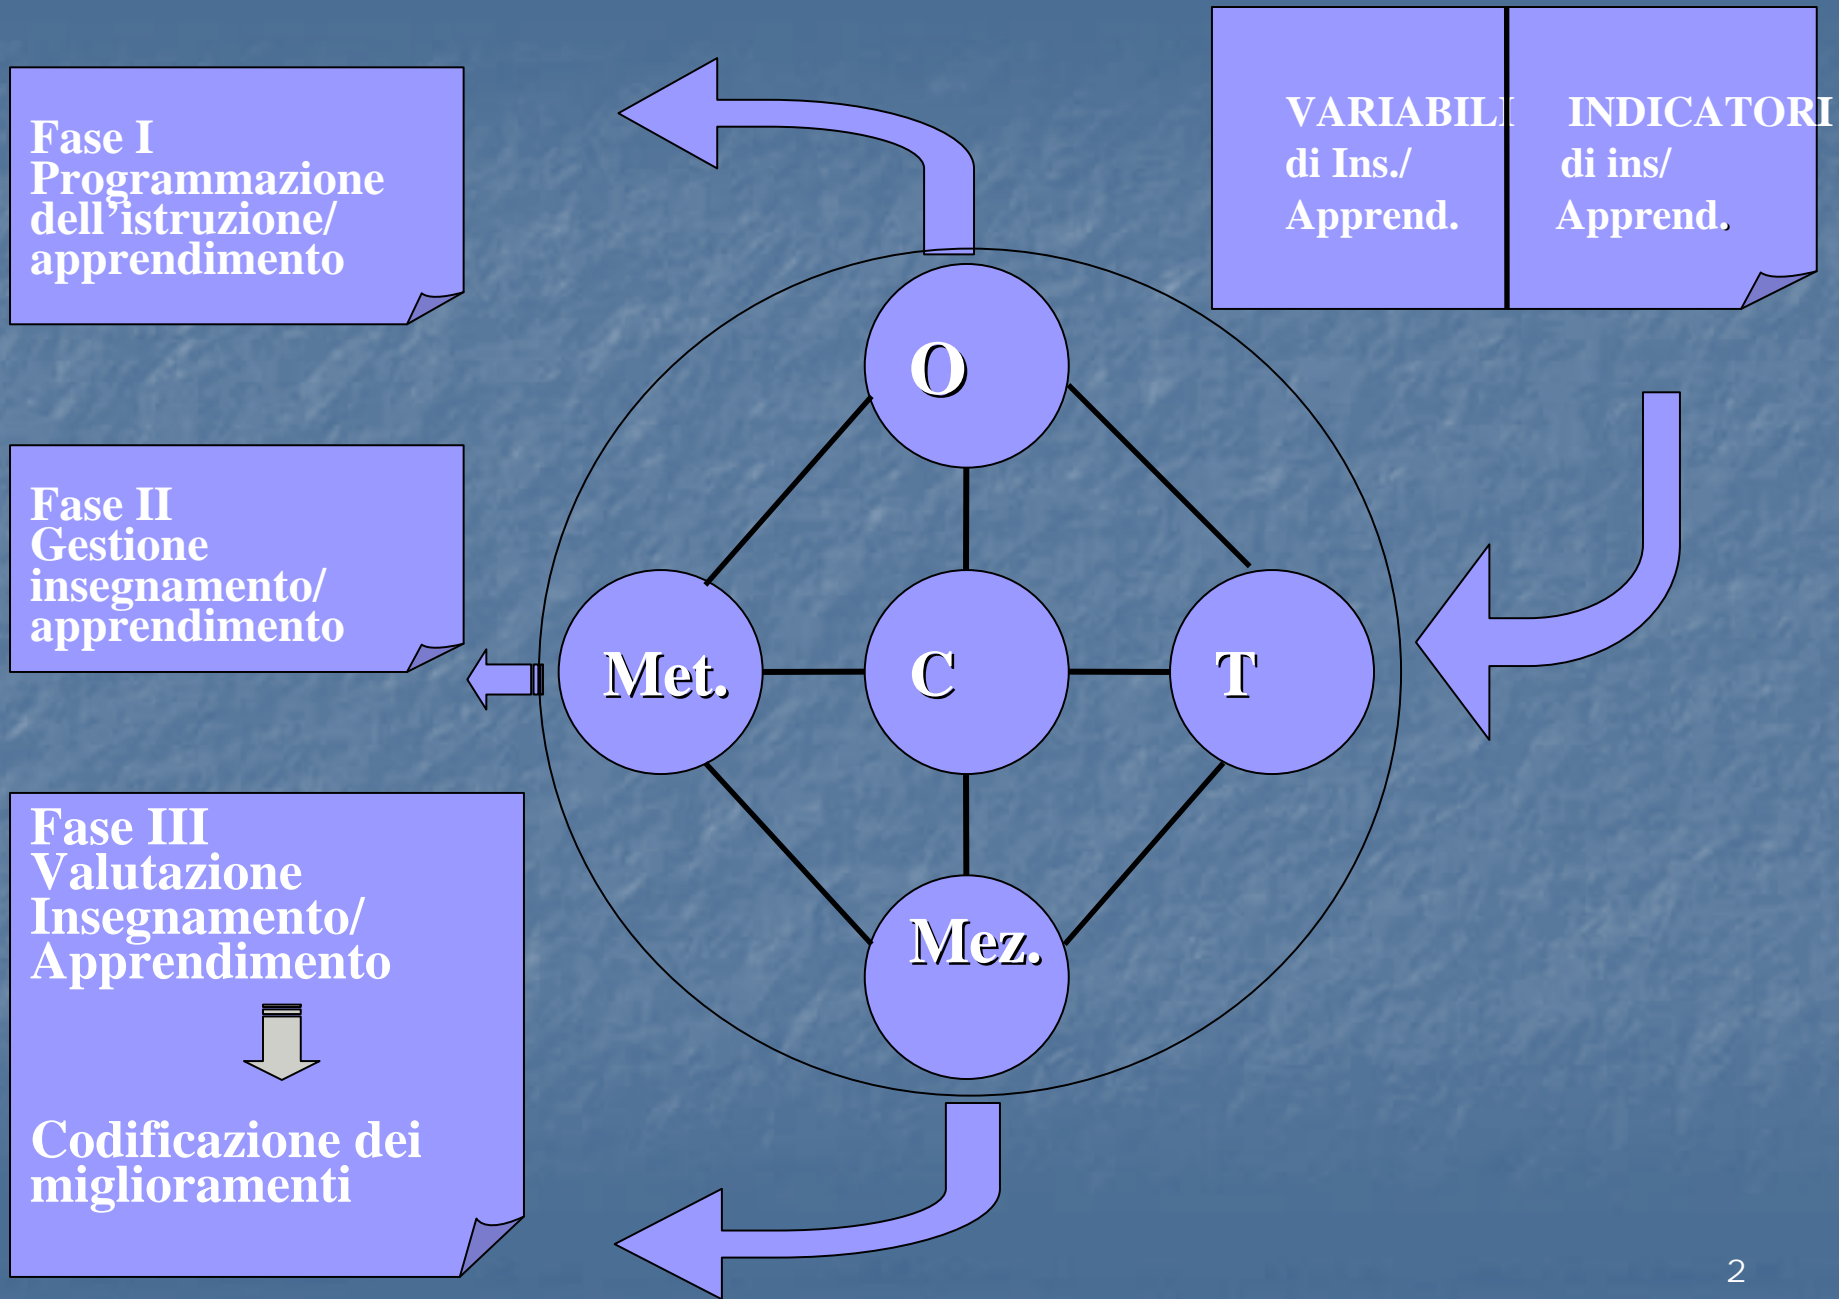 Fase I
Programmazione
dell’istruzione/
apprendimento
VARIABILI
di Ins./
Apprend.
INDICATORI
di ins/
Apprend.
O
Fase II
Gestione
insegnamento/
apprendimento
Met.
C
T
Fase III
Valutazione
Insegnamento/
Apprendimento
Codificazione dei
miglioramenti
Mez.
2